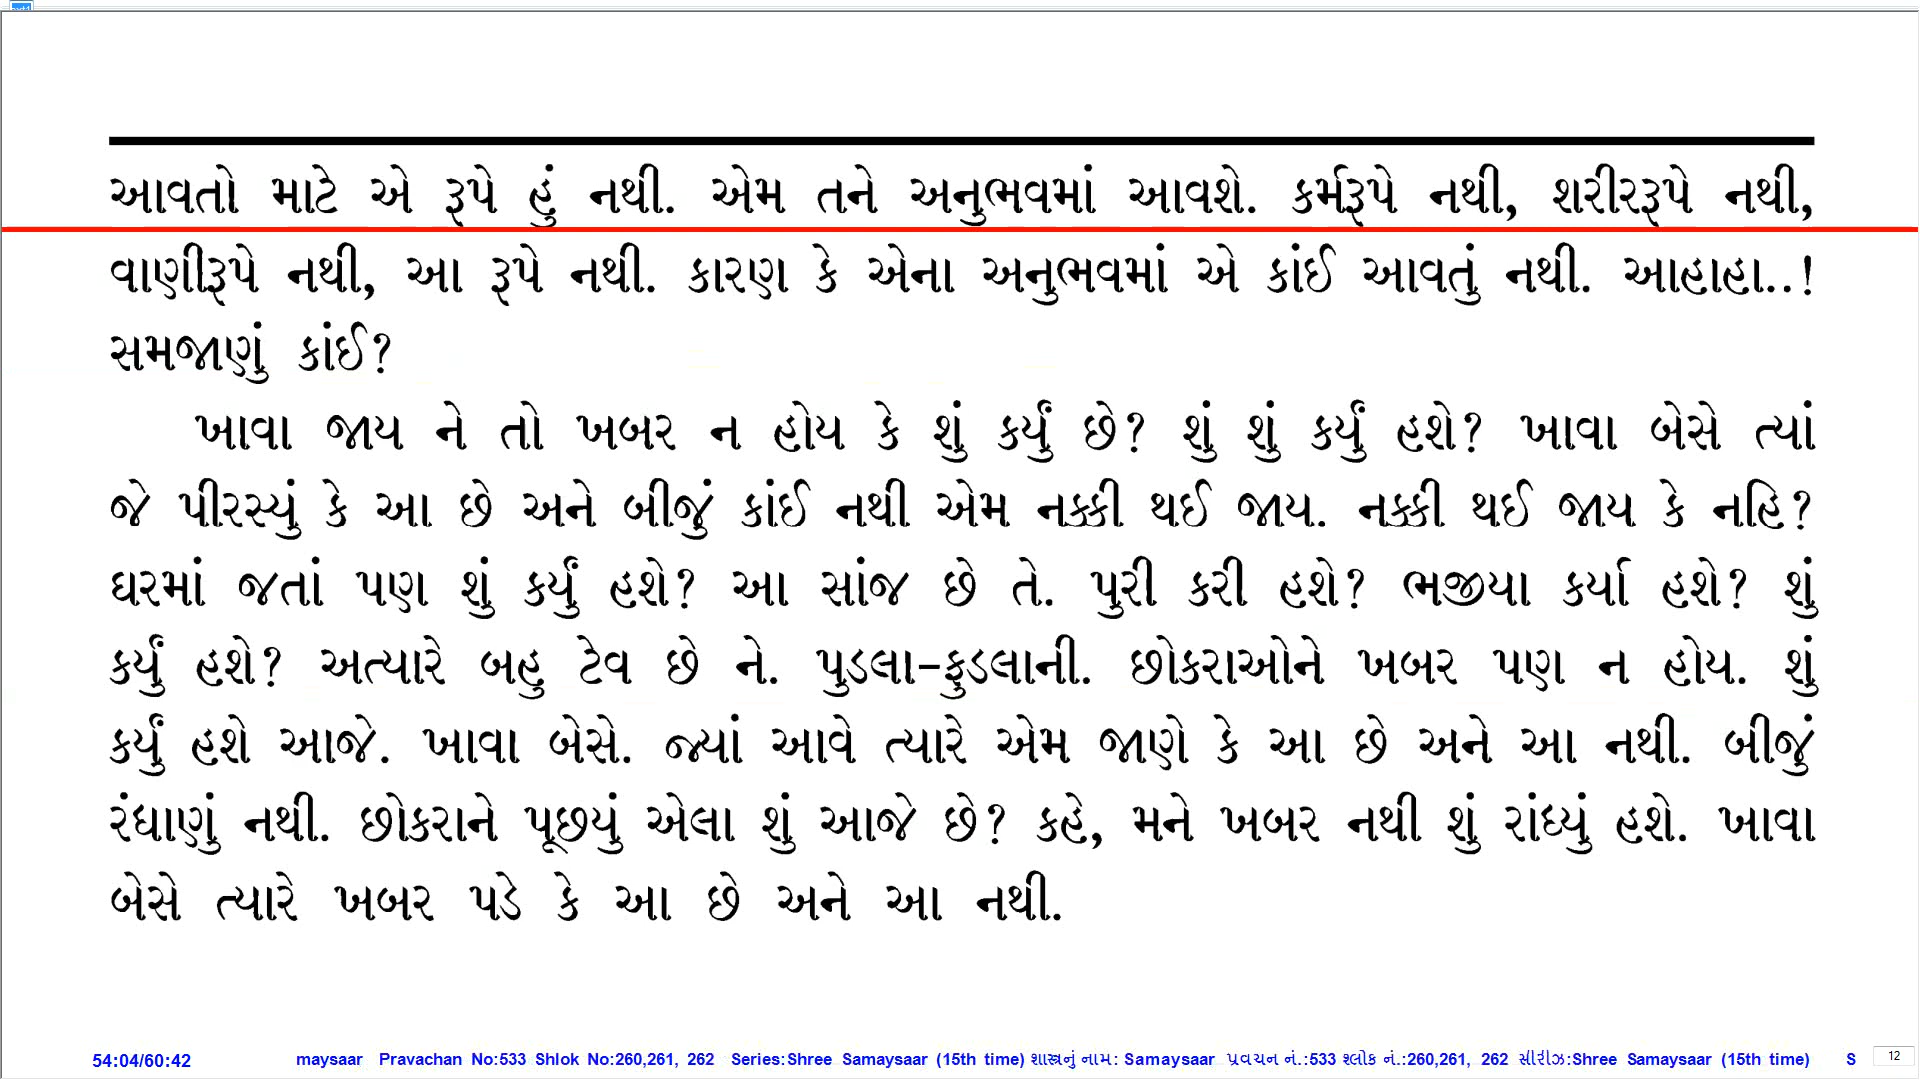 આવતો માટે એ રૂપે હું નથી. એમ તને અનુભવમાં આવશે. કર્મરૂપે નથી, શરીરરૂપે નથી,
વાણીરૂપે નથી, આ રૂપે નથી. કારણ કે એના અનુભવમાં એ કાંઈ આવતું નથી. આહાહા..!
સમજાણું કાંઈ?
ખાવા જાય ને તો ખબર ન હોય કે શું કર્યું છે? શું શું કર્યું હશે? ખાવા બેસે ત્યાં
જે પીરસ્યું કે આ છે અને બીજું કાંઈ નથી એમ નક્કી થઈ જાય. નક્કી થઈ જાય કે નહિ?
ઘરમાં જતાં પણ શું કર્યું હશે? આ સાંજ છે તે. પુરી કરી હશે? ભજીયા કર્યા હશે? શું
કર્યું હશે? અત્યારે બહુ ટેવ છે ને. પુડલા-ફુડલાની. છોકરાઓને ખબર પણ ન હોય. શું
કર્યું હશે આજે. ખાવા બેસે. જ્યાં આવે ત્યારે એમ જાણે કે આ છે અને આ નથી. બીજું
રંધાણું નથી. છોકરાને પૂછયું એલા શું આજે છે? કહે, મને ખબર નથી શું રાંધ્યું હશે. ખાવા
બેસે ત્યારે ખબર પડે કે આ છે અને આ નથી.
54:04/60:42 maysaar Pravachan No:533 Shlok No:260,261, 262 Series:Shree Samaysaar (15th time) શાસ્ત્રનું નામ: Samaysaar પ્રવચન નં.:533 શ્લોક નં.:260,261, 262 સીરીઝ:Shree Samaysaar (15th time) S 12